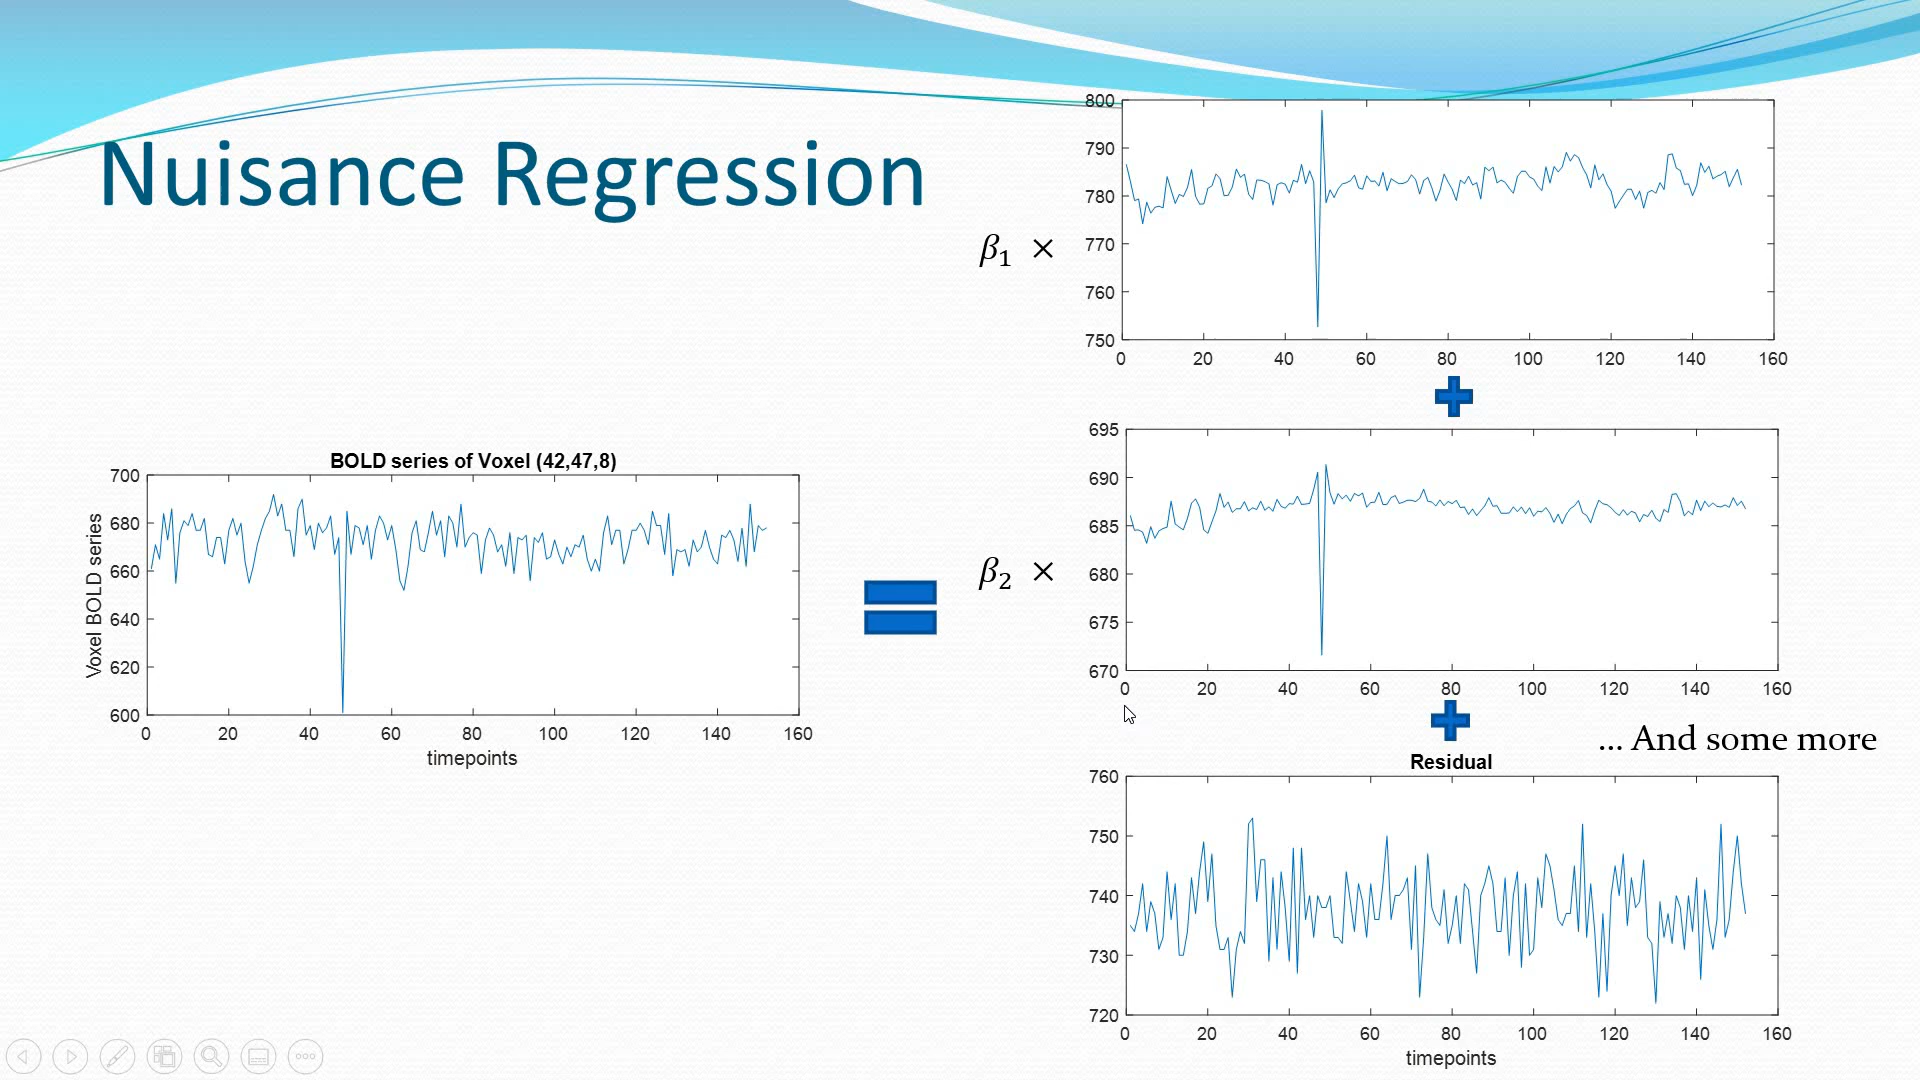 Nuisance Regression
BOLD series of Voxel (42,47,8)
Voxel BOLD series
700
680
660
640
620
600
0 20 40 60 80 100 120 140 160
timepoints
β1 ×
800
790
780
770
760
750
0 20 40 60 80 100 120 140 160
β2 ×
695
690
685
680
675
670
0 20 40 60 80 100 120 140 160
... And some more
Residual
760
750
740
730
720
0 20 40 60 80 100 120 140 160
timepoints